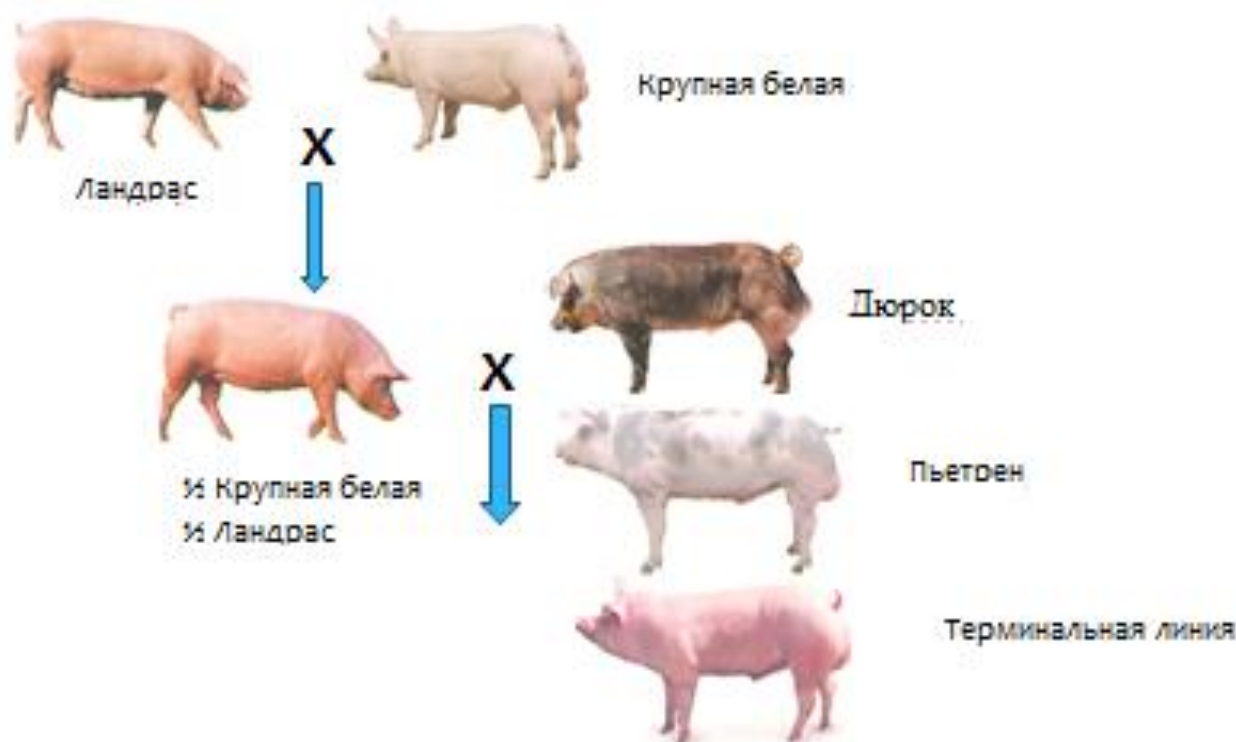 Крупная белая
X
Ландрас
Дюрок
X
Пьетрен
½ Крупная белая
½ Ландрас
Терминальная линия